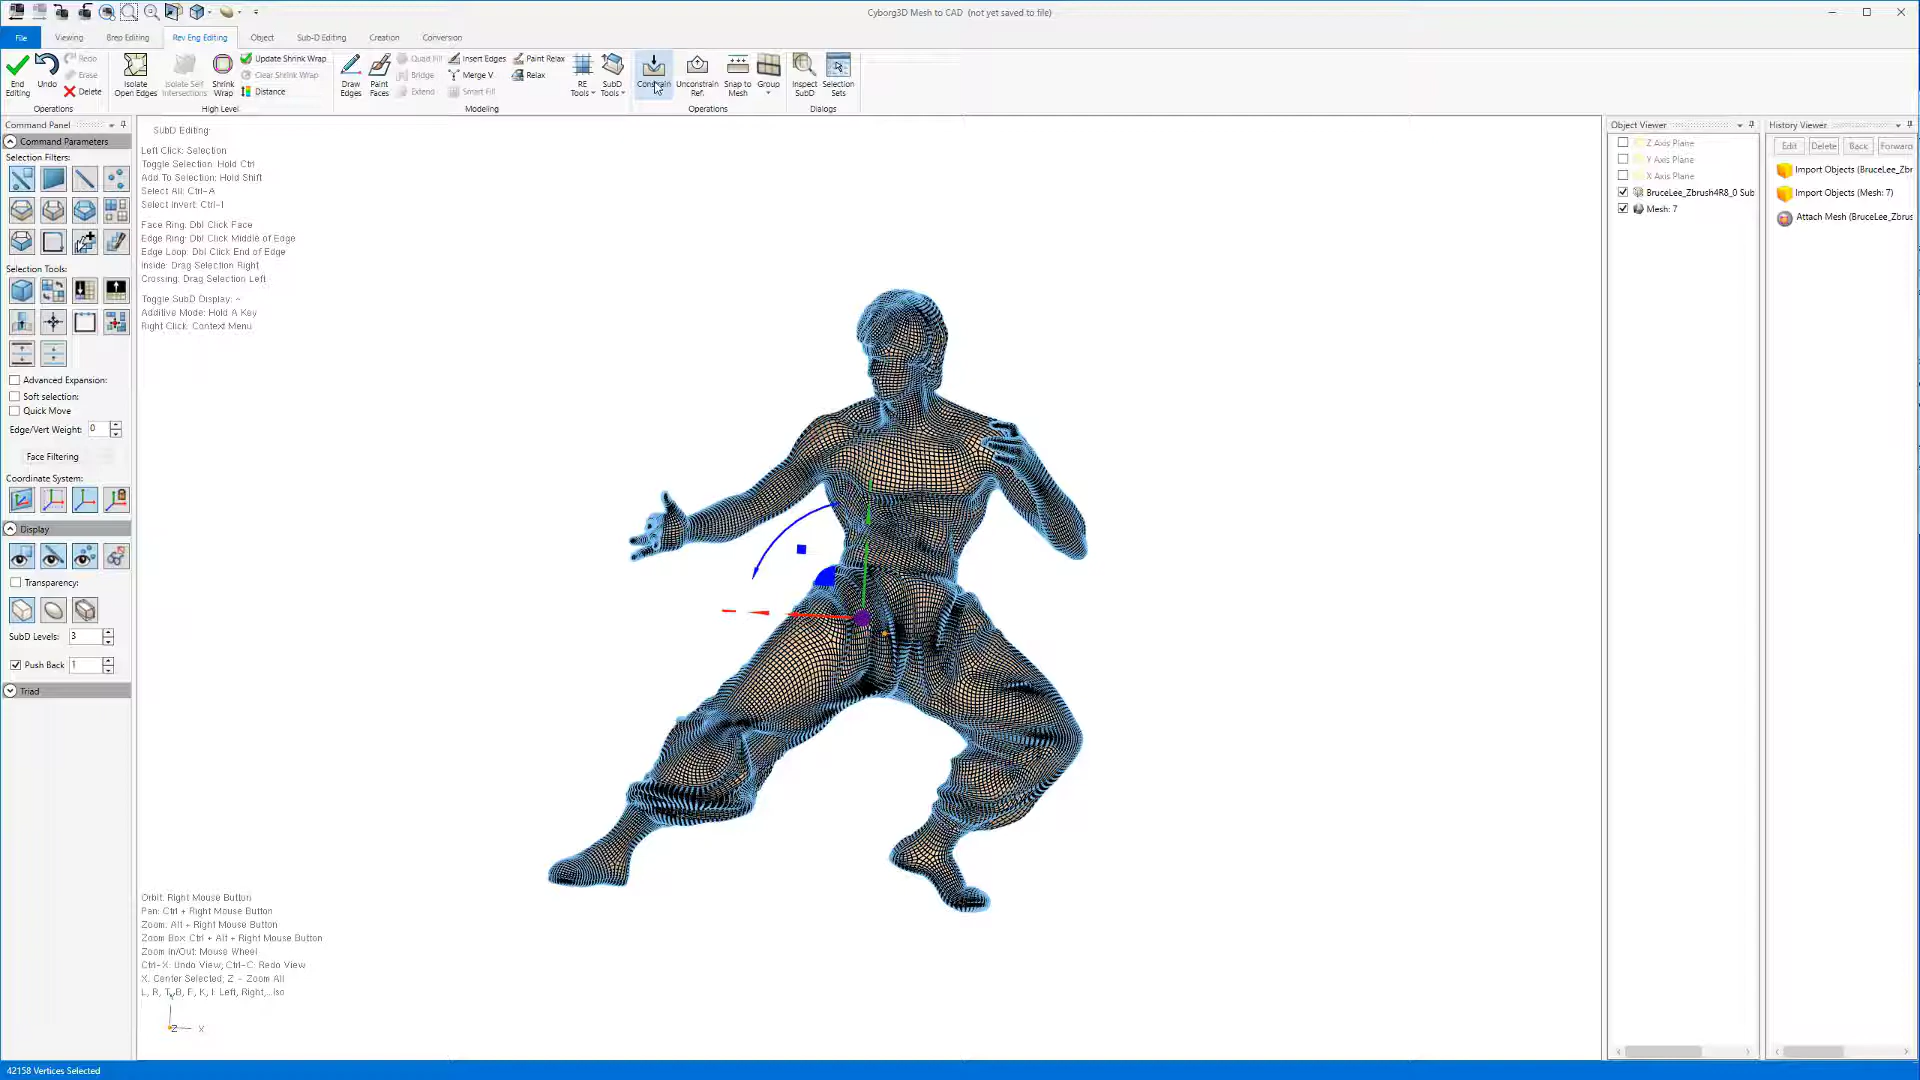 Cyborg3D Mesh to CAD (not yet saved to file)
File Viewing Brep Editing Rev Eng Editing Object Sub-D Editing Creation Conversion
End Editing
Undo
Redo
Erase
Delete
Operations
Isolate Open Edges
Isolate Self Intersections
Shrink Wrap
Update Shrink Wrap
Clear Shrink Wrap
Distance
High Level
Draw Edges
Paint Faces
Quad Fill
Bridge
Extend
Insert Edges
Merge V
Smart Fill
Paint Relax
Relax
RE Tools
SubD Tools
Modeling
Constrain
Unconstrain Ref.
Snap to Mesh
Group
Operations
Inspect SubD
Selection Sets
Dialogs
Command Panel
Command Parameters
Selection Filters:
Selection Tools:
Advanced Expansion:
Soft selection:
Quick Move
Edge/Vert Weight: 0
Face Filtering
Coordinate System:
Display
Transparency:
SubD Levels: 3
Push Back 1
Triad
SubD Editing:
Left Click: Selection
Toggle Selection: Hold Ctrl
Add To Selection: Hold Shift
Select All: Ctrl-A
Select Invert: Ctrl-I
Face Ring: Dbl Click Face
Edge Ring: Dbl Click Middle of Edge
Edge Loop: Dbl Click End of Edge
Inside: Drag Selection Right
Crossing: Drag Selection Left
Toggle SubD Display: ~
Additive Mode: Hold A Key
Right Click: Context Menu
Orbit: Right Mouse Button
Pan: Ctrl + Right Mouse Button
Zoom: Alt + Right Mouse Button
Zoom Box: Ctrl + Alt + Right Mouse Button
Zoom In/Out: Mouse Wheel
Ctrl-X: Undo View; Ctrl-C: Redo View
X: Center Selected; Z - Zoom All
L, R, T, B, F, K, I: Left, Right,...Iso
Z X
Object Viewer
Z Axis Plane
Y Axis Plane
X Axis Plane
BruceLee_Zbrush4R8_0 Sub
Mesh: 7
History Viewer
Edit Delete Back Forward
Import Objects (BruceLee_Zbr
Import Objects (Mesh: 7)
Attach Mesh (BruceLee_Zbrus
42158 Vertices Selected